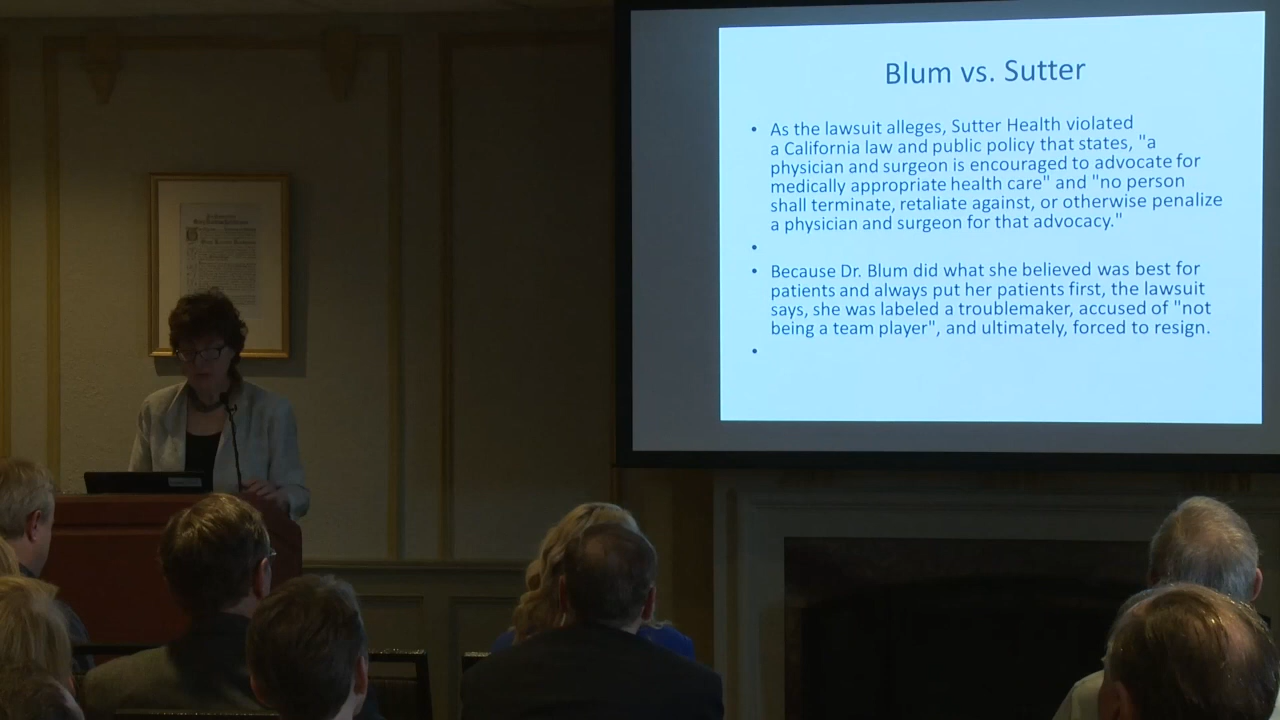 Blum vs. Sutter
• As the lawsuit alleges, Sutter Health violated
a California law and public policy that states, "a
physician and surgeon is encouraged to advocate for
medically appropriate health care" and "no person
shall terminate, retaliate against, or otherwise penalize
a physician and surgeon for that advocacy."
•
• Because Dr. Blum did what she believed was best for
patients and always put her patients first, the lawsuit
says, she was labeled a troublemaker, accused of "not
being a team player", and ultimately, forced to resign.
•